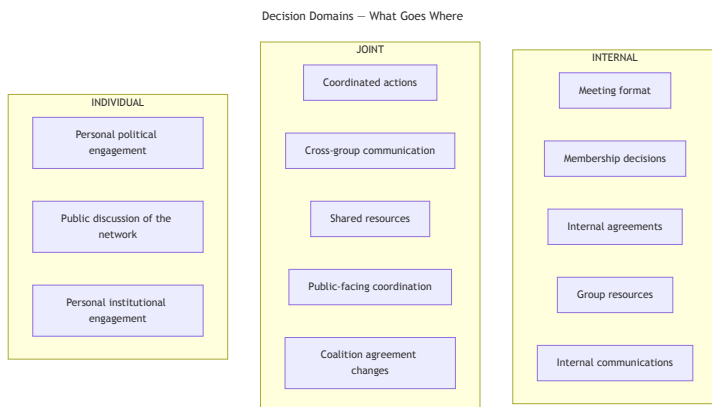 Decision Domains — What Goes Where
INDIVIDUAL
Personal political
engagement
Public discussion of the
network
Personal institutional
engagement
JOINT
Coordinated actions
Cross-group communication
Shared resources
Public-facing coordination
Coalition agreement
changes
INTERNAL
Meeting format
Membership decisions
Internal agreements
Group resources
Internal communications